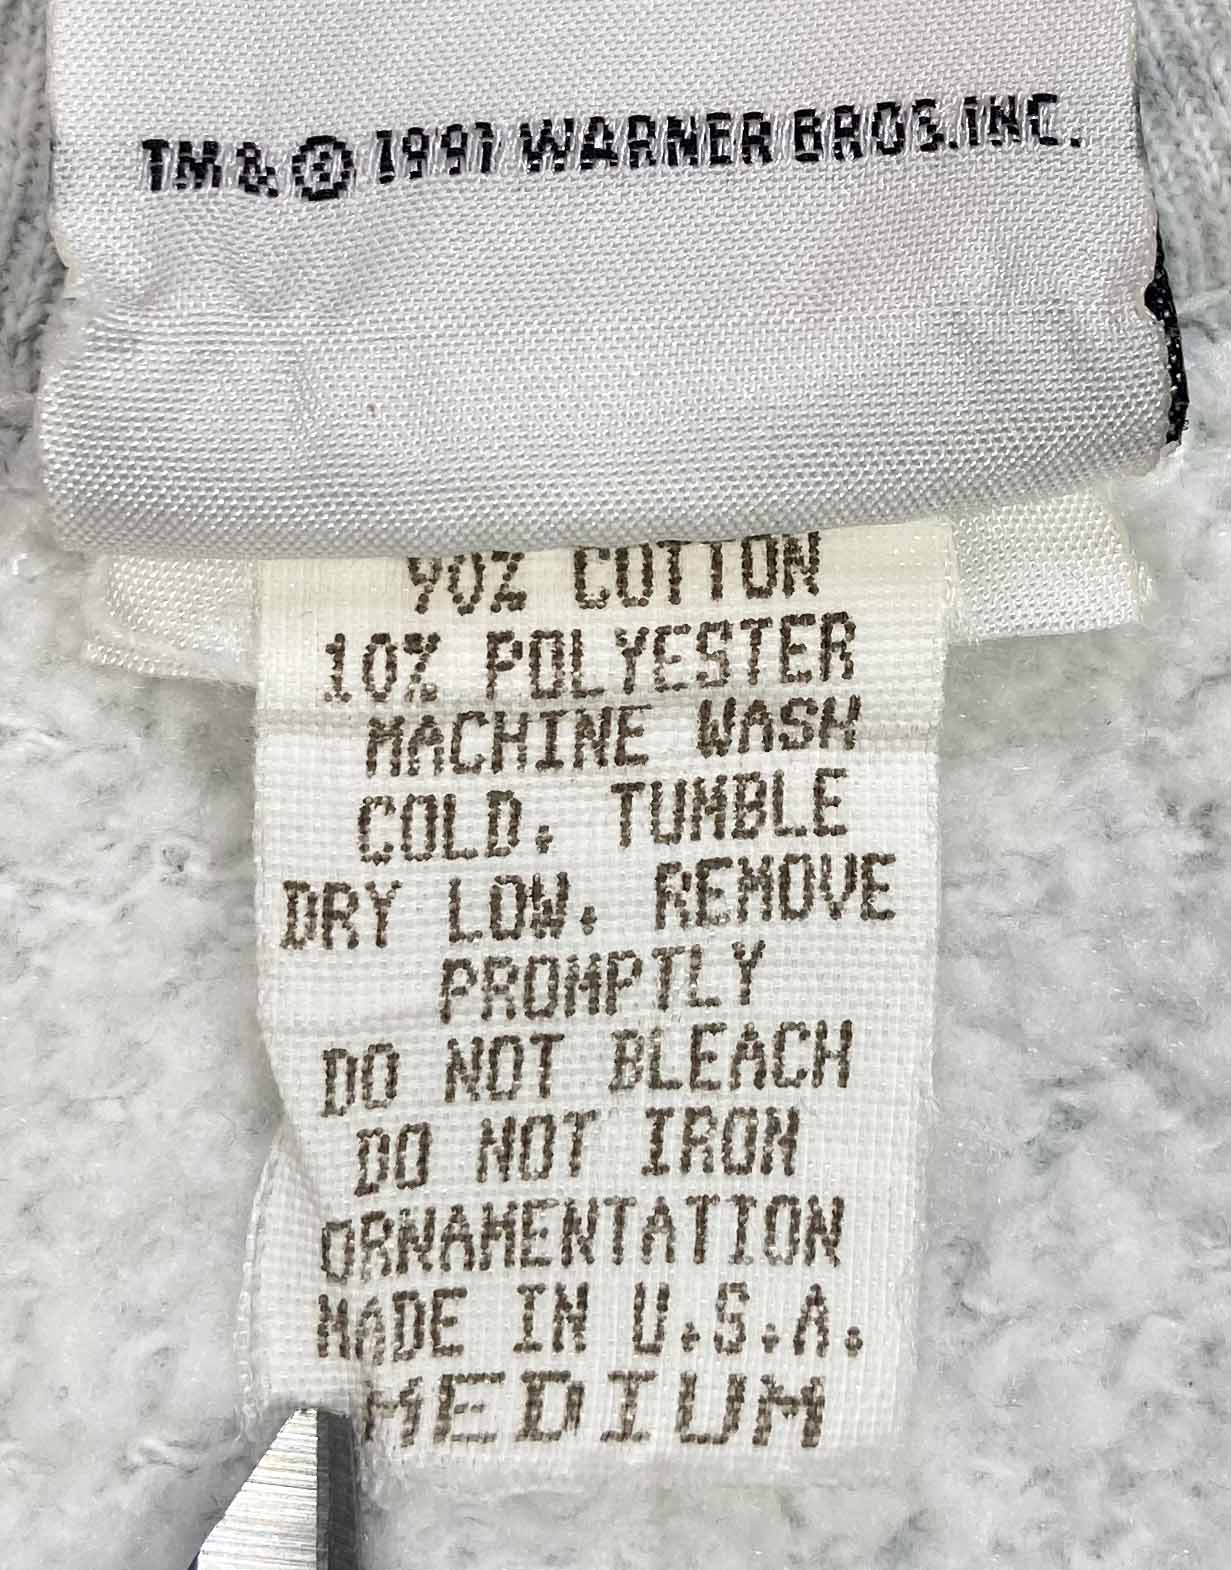 TM & © 1991 WARNER BROS. INC.
90% COTTON
10% POLYESTER
MACHINE WASH
COLD. TUMBLE
DRY LOW. REMOVE
PROMPTLY
DO NOT BLEACH
DO NOT IRON
ORNAMENTATION
MADE IN U.S.A.
MEDIUM